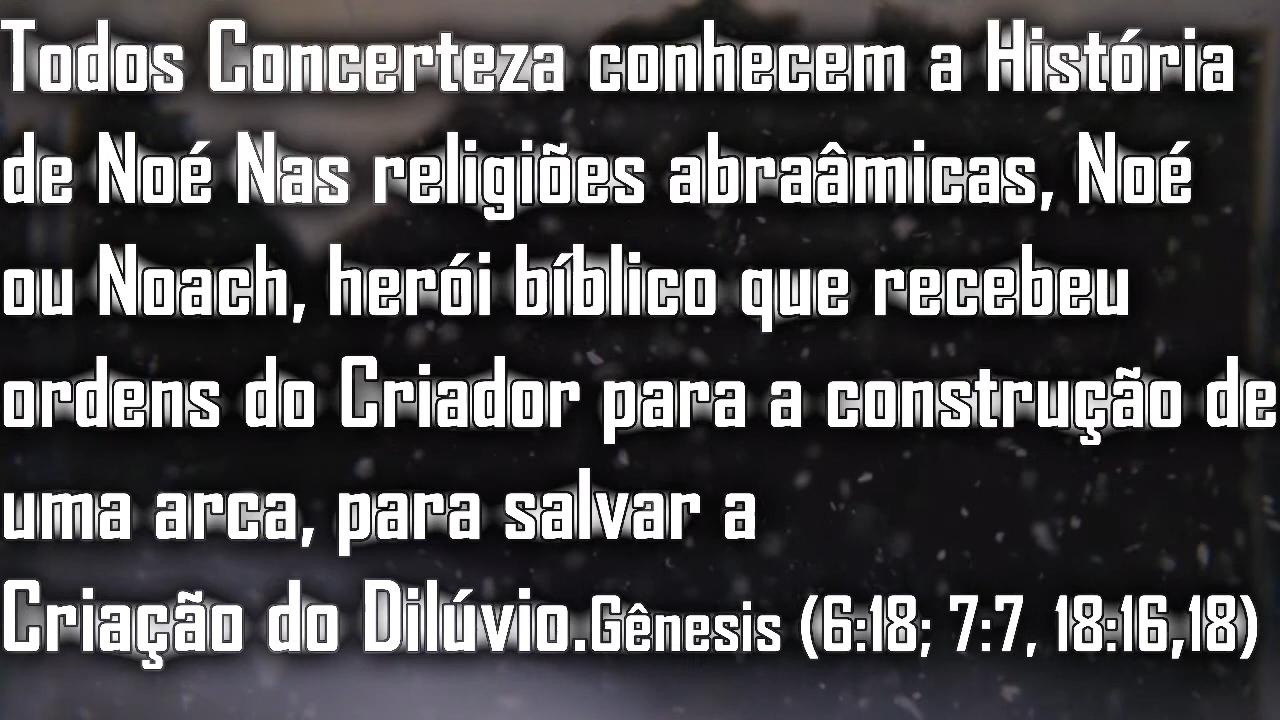 Todos Concerteza conhecem a História
de Noé Nas religiões abraâmicas, Noé
ou Noach, herói bíblico que recebeu
ordens do Criador para a construção de
uma arca, para salvar a
Criação do Dilúvio.Gênesis (6:18; 7:7, 18:16,18)